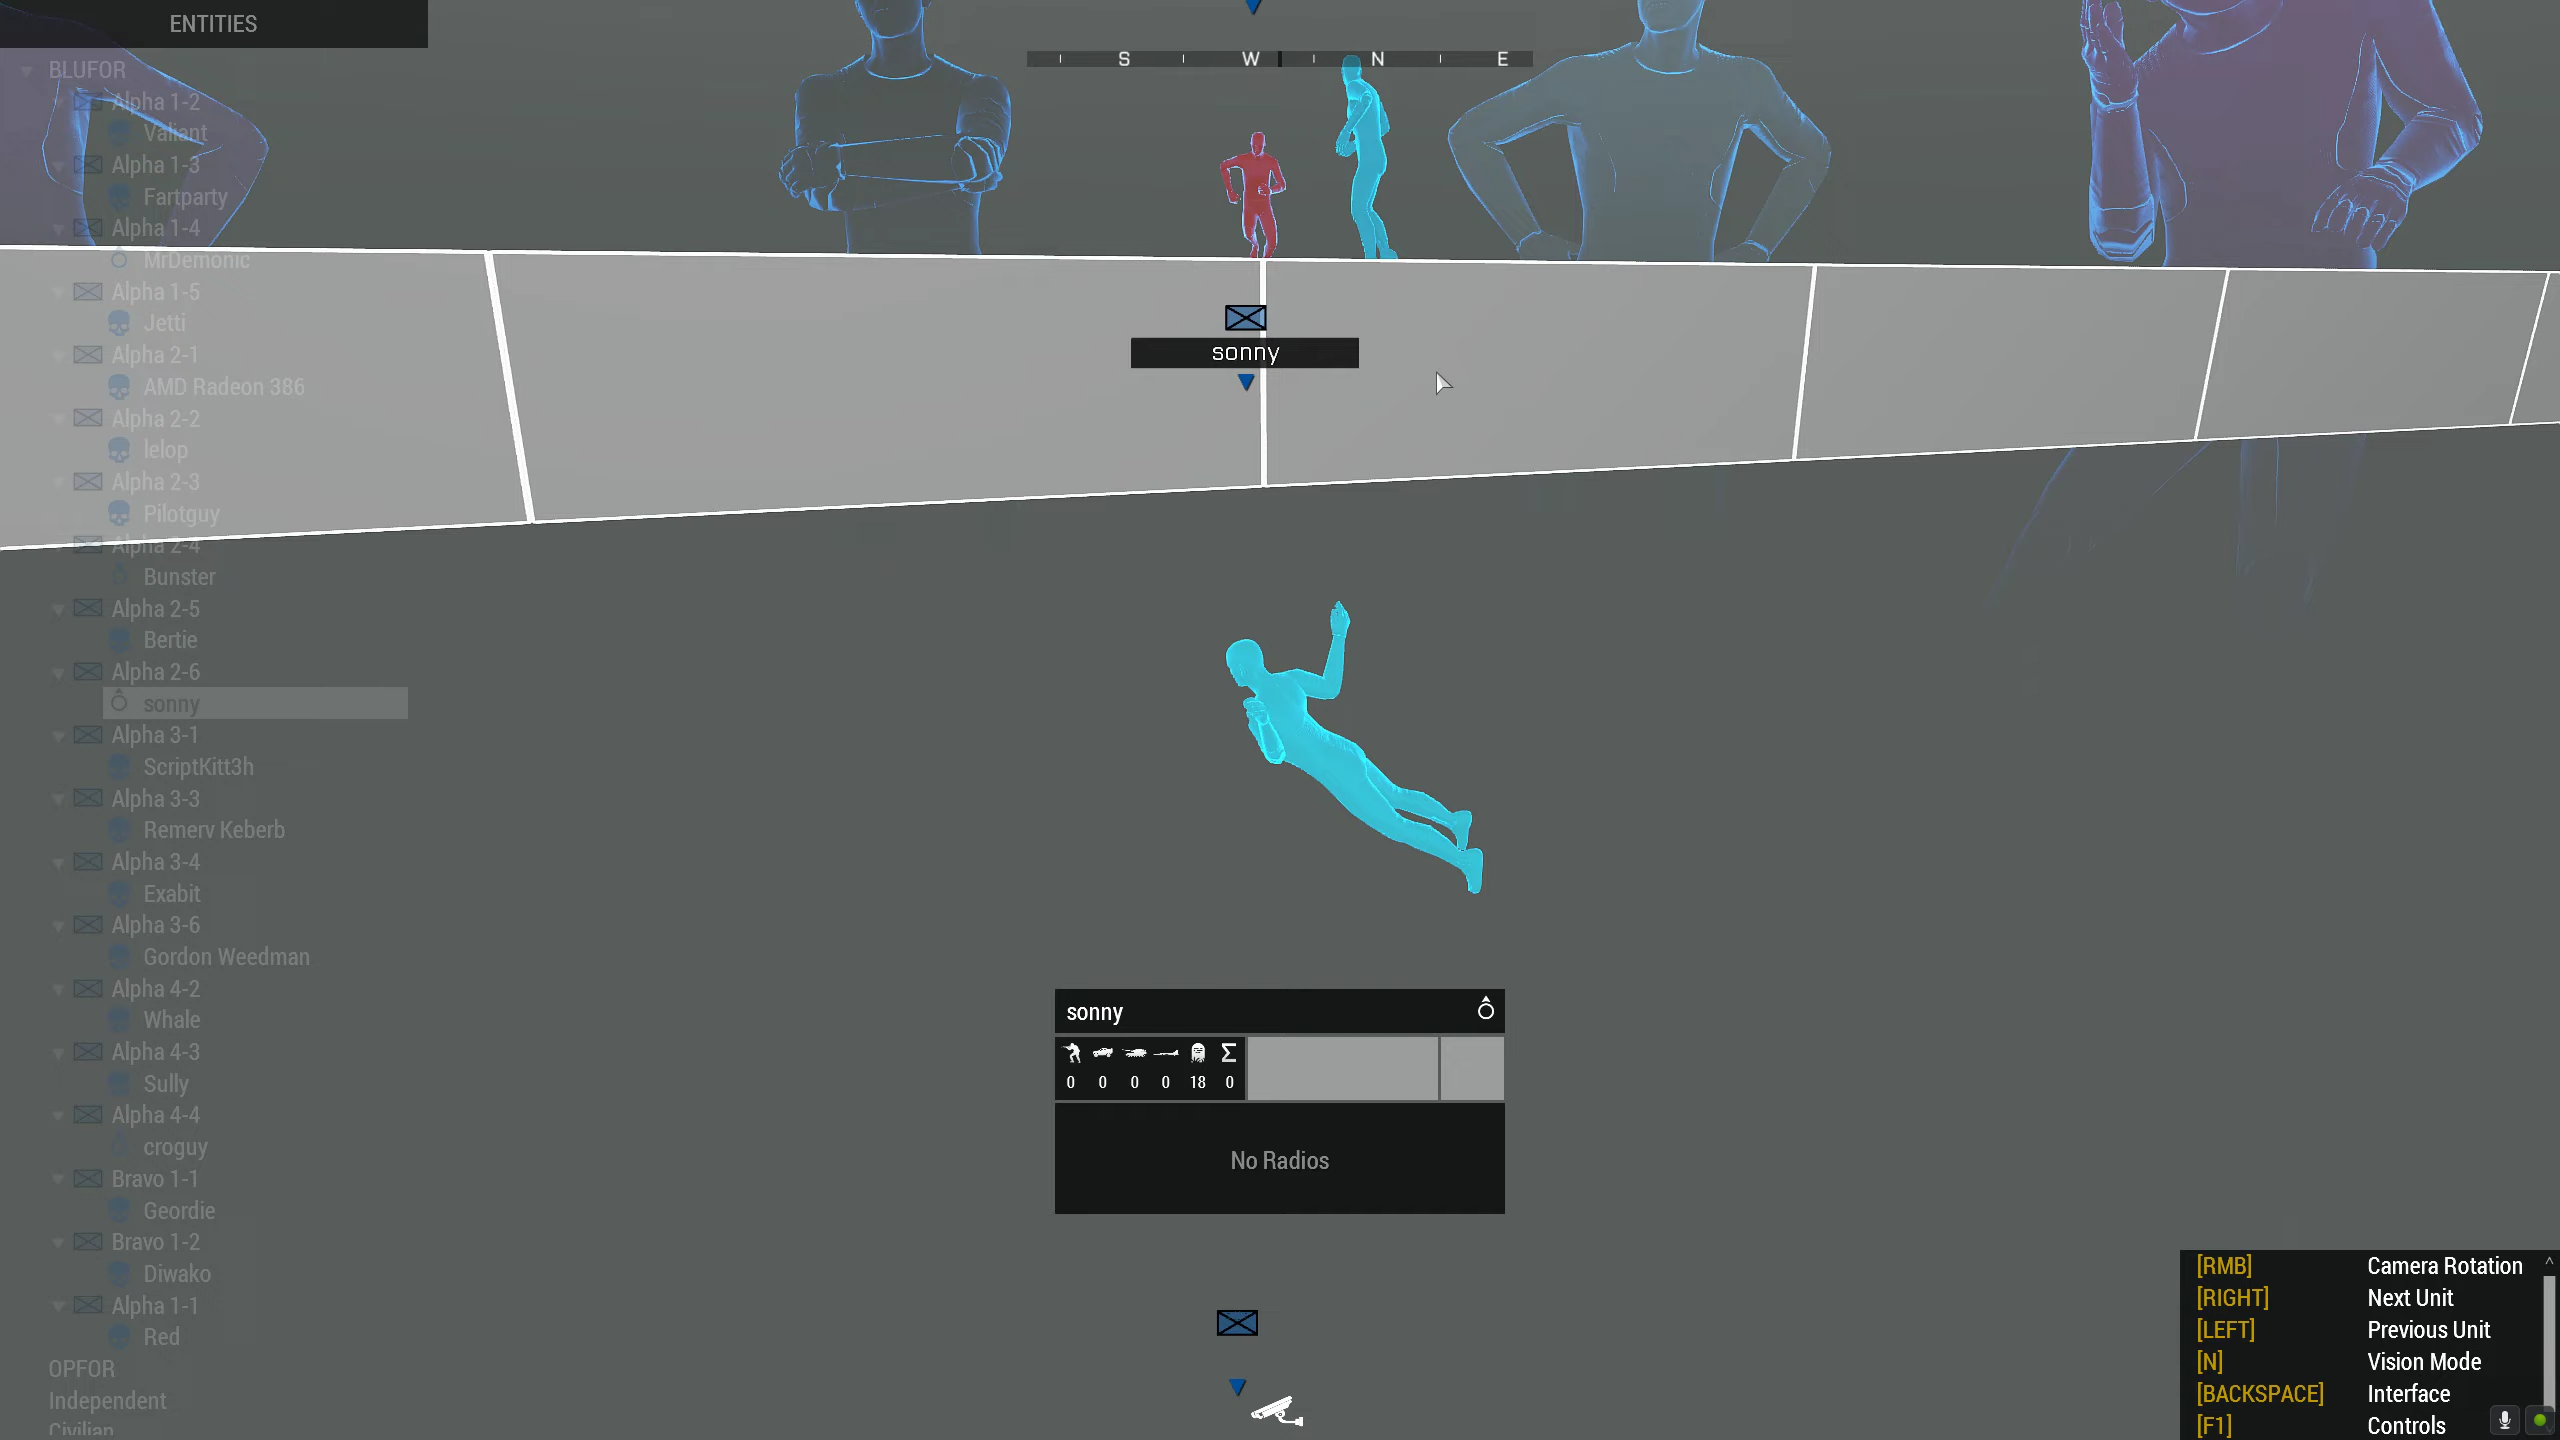 ENTITIES
S W N E
BLUFOR
Alpha 1-2
Valiant
Alpha 1-3
Fartparty
Alpha 1-4
MrDemonic
Alpha 1-5
Jetti
Alpha 2-1
AMD Radeon 386
Alpha 2-2
lelop
Alpha 2-3
Pilotguy
Alpha 2-4
Bunster
Alpha 2-5
Bertie
Alpha 2-6
sonny
Alpha 3-1
ScriptKitt3h
Alpha 3-3
Remerv Keberb
Alpha 3-4
Exabit
Alpha 3-6
Gordon Weedman
Alpha 4-2
Whale
Alpha 4-3
Sully
Alpha 4-4
croguy
Bravo 1-1
Geordie
Bravo 1-2
Diwako
Alpha 1-1
Red
OPFOR
Independent
Civilian
sonny
sonny
Σ
0 0 0 0 18 0
No Radios
[RMB] Camera Rotation
[RIGHT] Next Unit
[LEFT] Previous Unit
[N] Vision Mode
[BACKSPACE] Interface
[F1] Controls